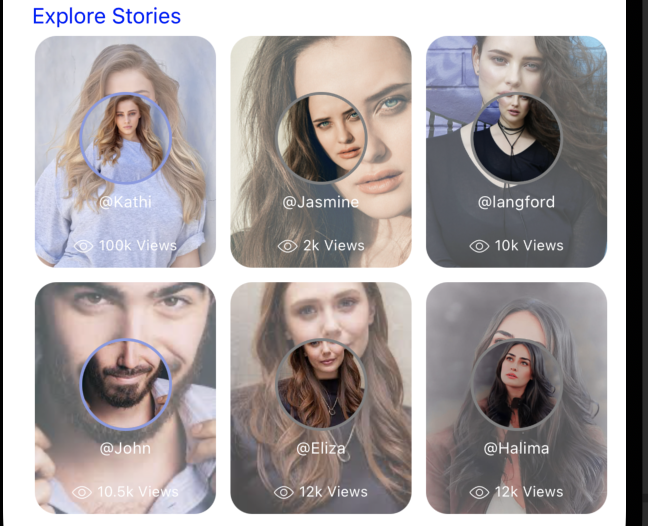 Explore Stories
@Kathi
100k Views
@Jasmine
2k Views
@langford
10k Views
@John
10.5k Views
@Eliza
12k Views
@Halima
12k Views